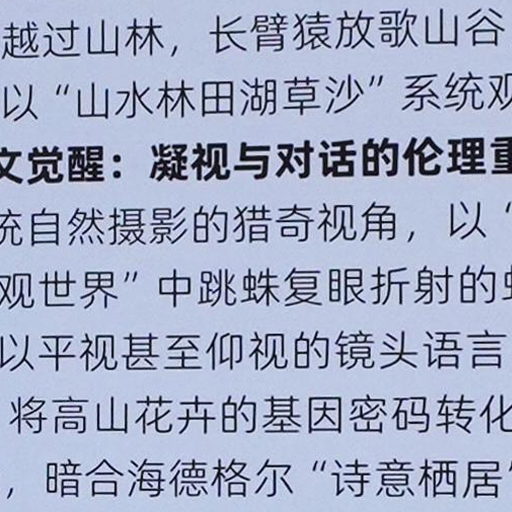 越过山林，长臂猿放歌山谷
以“山水林田湖草沙”系统观
文觉醒：凝视与对话的伦理重
统自然摄影的猎奇视角，以“
观世界”中跳蛛复眼折射的
以平视甚至仰视的镜头语言
将高山花卉的基因密码转化
，暗合海德格尔“诗意栖居”